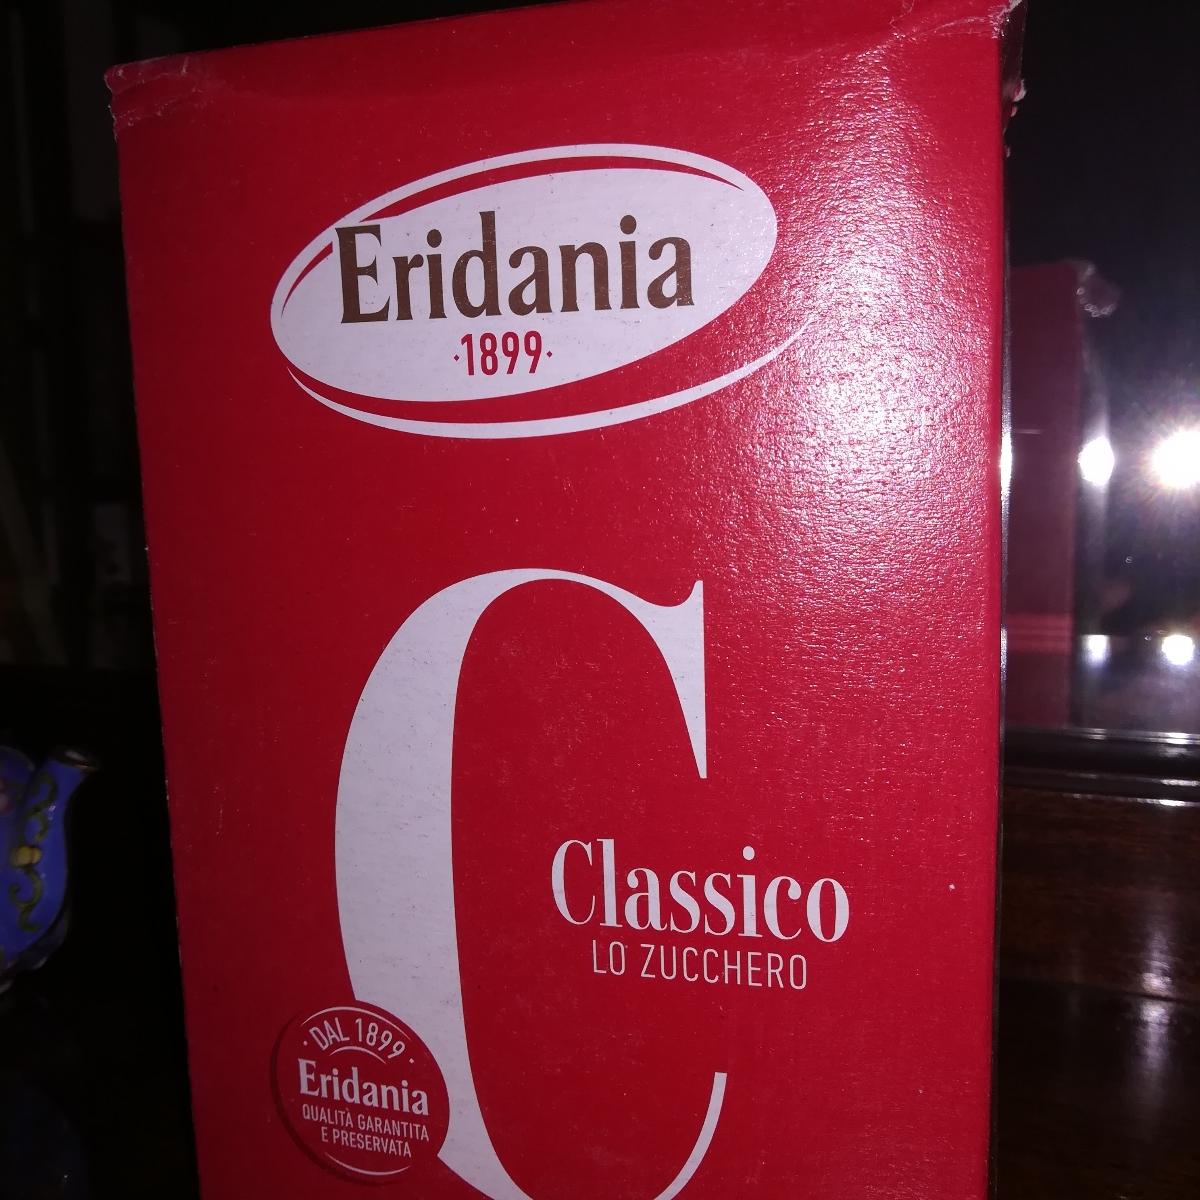 Eridania
·1899·
C
Classico
LO ZUCCHERO
·DAL 1899·
Eridania
QUALITÀ GARANTITA
E PRESERVATA